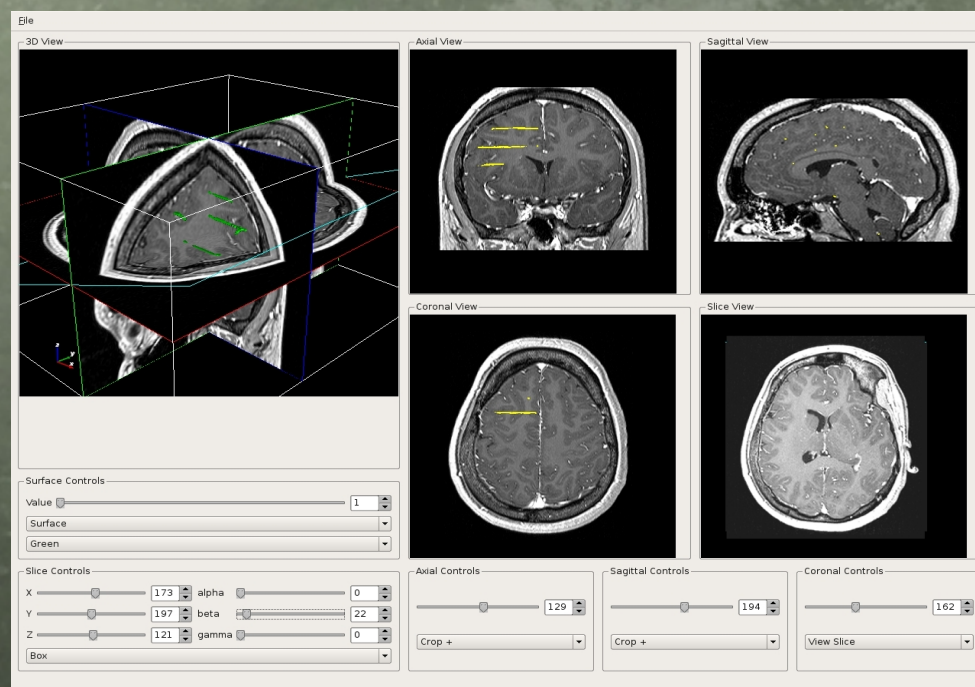 File
3D View
Axial View
Sagittal View
z
y
x
Coronal View
Slice View
Surface Controls
Value 1
Surface
Green
Slice Controls
X 173 alpha 0
Y 197 beta 22
Z 121 gamma 0
Box
Axial Controls
129
Crop +
Sagittal Controls
194
Crop +
Coronal Controls
162
View Slice